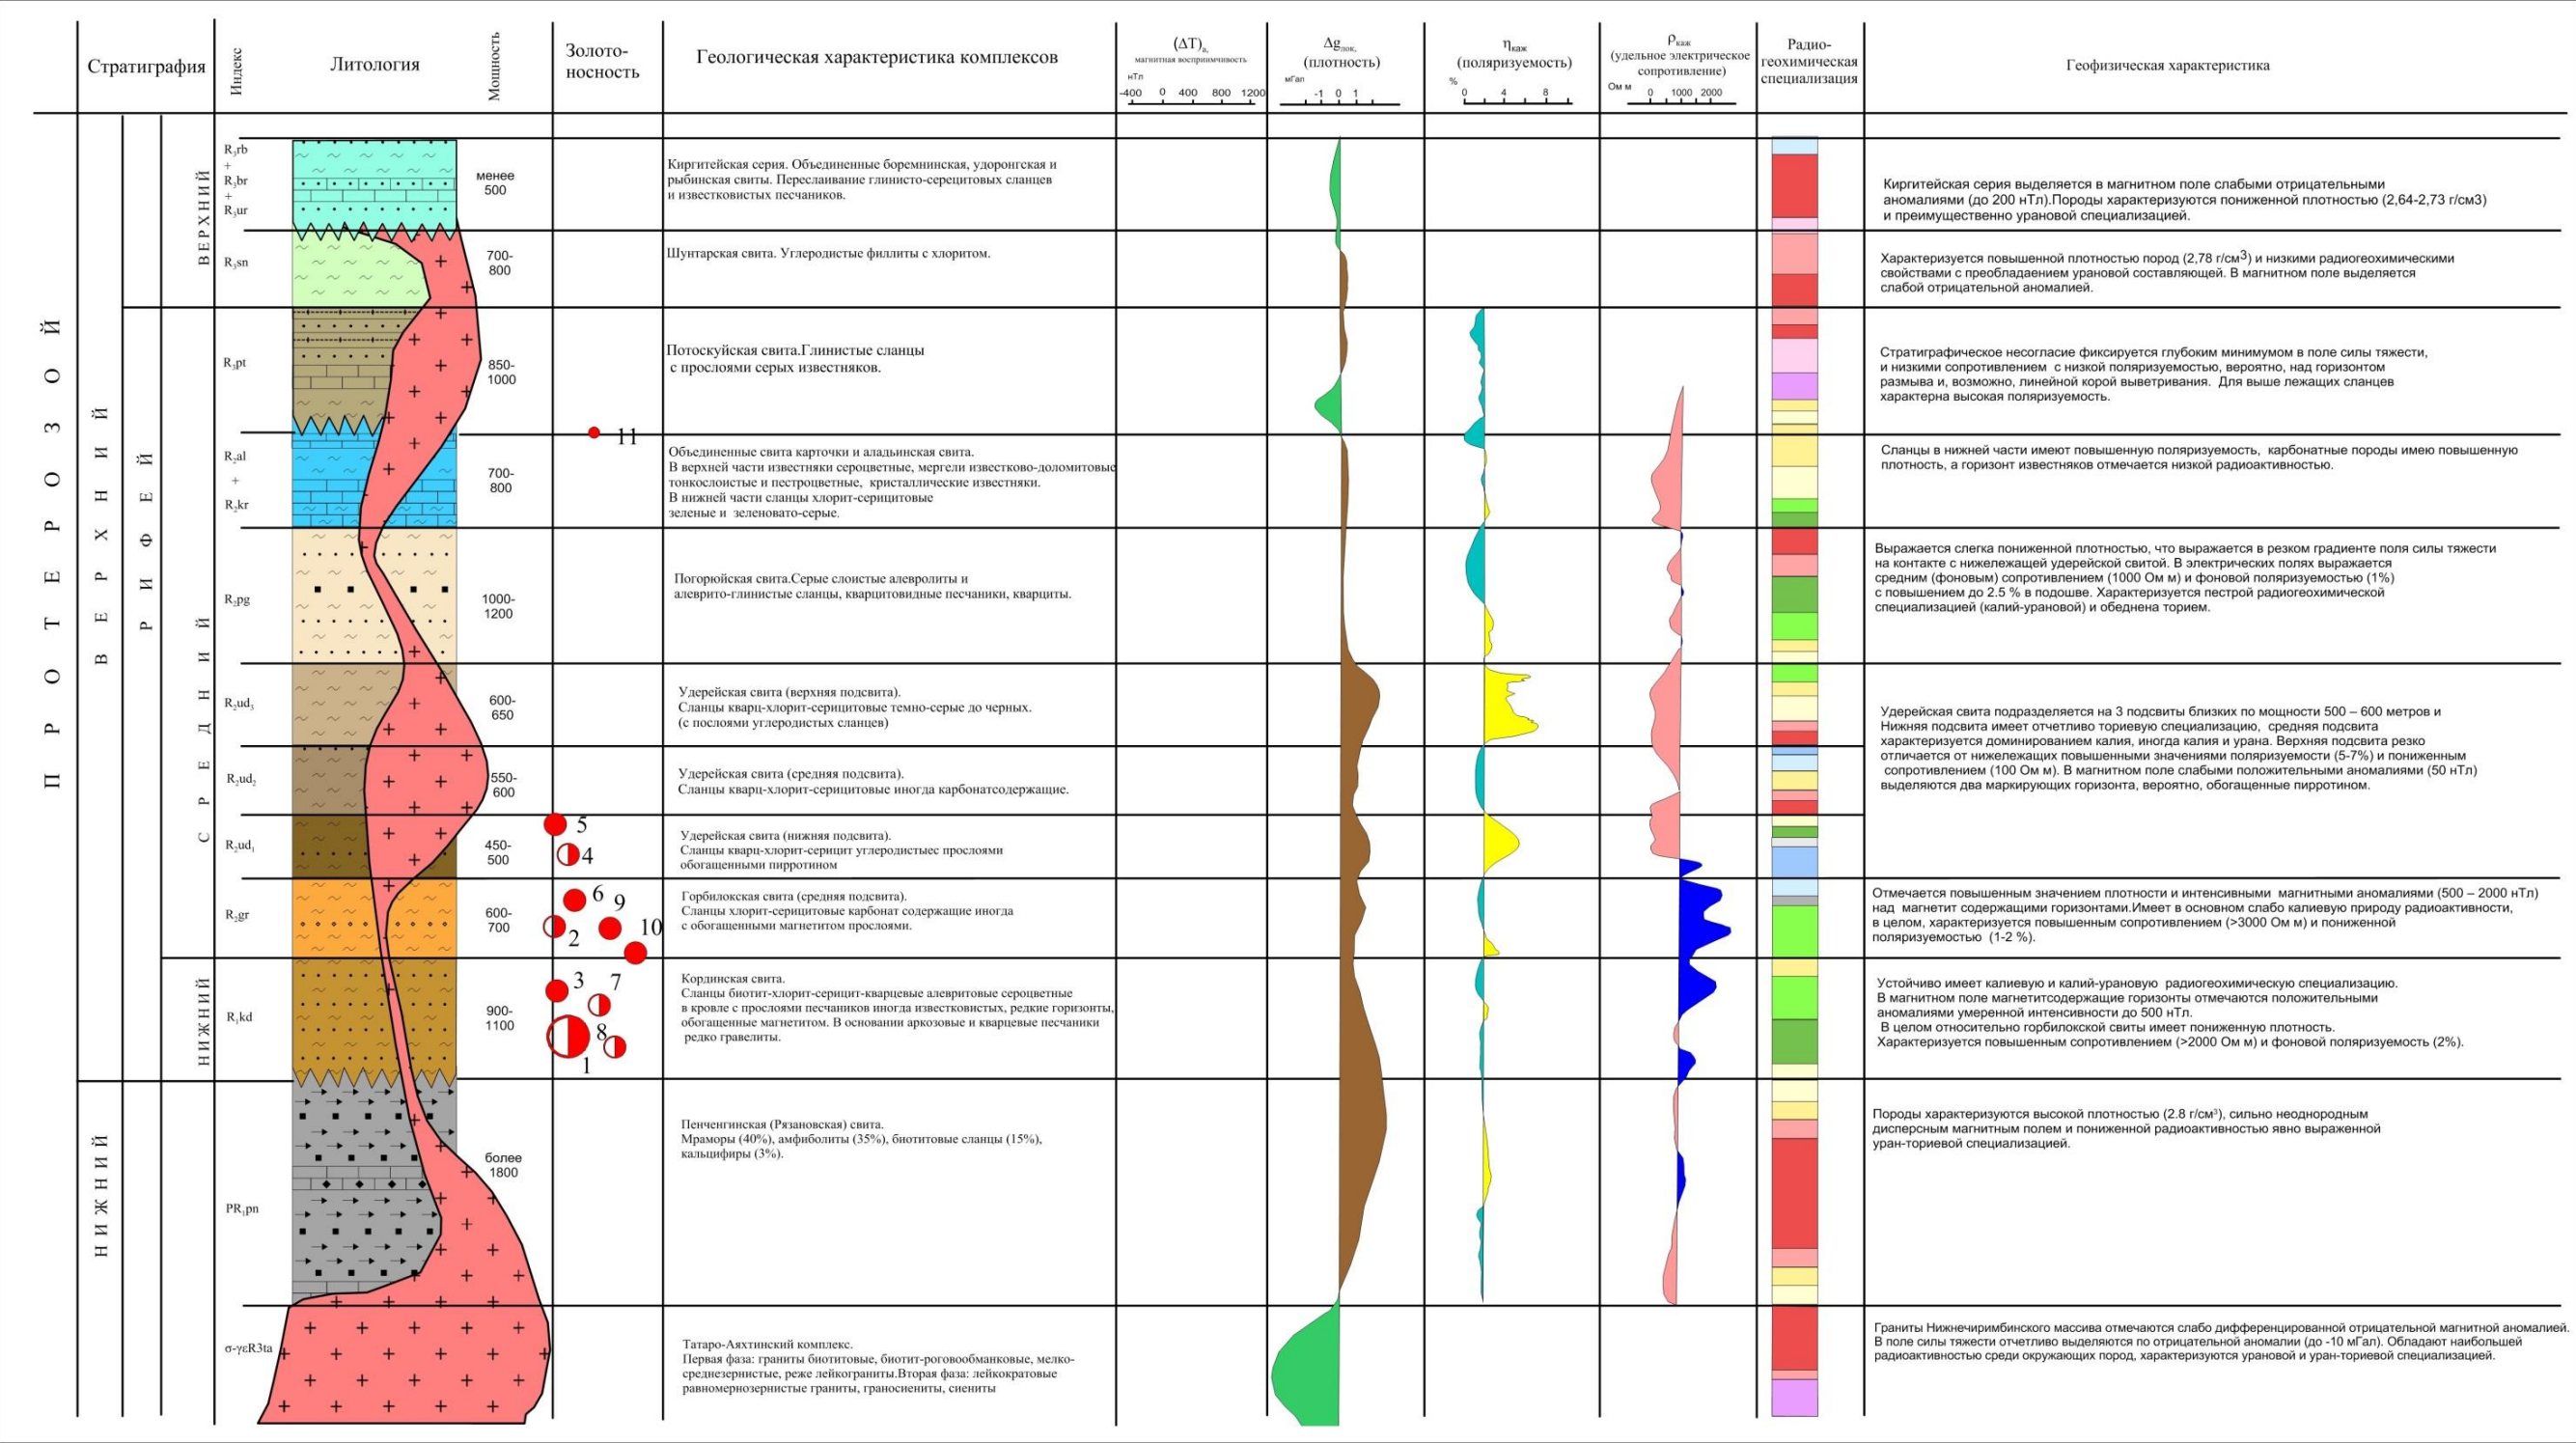 Стратиграфия
Индекс
Литология
Мощность
Золото-
носность
Геологическая характеристика комплексов
(ΔT)а,
магнитная восприимчивость
нТл
-400 0 400 800 1200
Δgлок,
(плотность)
мГал
-1 0 1
ηкаж
(поляризуемость)
%
0 4 8
ρкаж
(удельное электрическое
сопротивление)
Ом м
0 1000 2000
Радио-
геохимическая
специализация
Геофизическая характеристика
ПРОТЕРОЗОЙ
ВЕРХНИЙ
РИФЕЙ
ВЕРХНИЙ
R₃rb
+
R₃br
+
R₃ur
менее
500
Киргитейская серия. Объединенные боремнинская, удоронгская и
рыбинская свиты. Переслаивание глинисто-серецитовых сланцев
и известковистых песчаников.
Киргитейская серия выделяется в магнитном поле слабыми отрицательными
аномалиями (до 200 нТл).Породы характеризуются пониженной плотностью (2,64-2,73 г/см3)
и преимущественно урановой специализацией.
R₃sn
700-
800
Шунтарская свита. Углеродистые филлиты с хлоритом.
Характеризуется повышенной плотностью пород (2,78 г/см3) и низкими радиогеохимическими
свойствами с преобладаением урановой составляющей. В магнитном поле выделяется
слабой отрицательной аномалией.
СРЕДНИЙ
R₃pt
850-
1000
Потоскуйская свита.Глинистые сланцы
с прослоями серых известняков.
Стратиграфическое несогласие фиксируется глубоким минимумом в поле силы тяжести,
и низкими сопротивлением с низкой поляризуемостью, вероятно, над горизонтом
размыва и, возможно, линейной корой выветривания. Для выше лежащих сланцев
характерна высокая поляризуемость.
11
R₂al
+
R₂kr
700-
800
Объединенные свита карточки и аладьинская свита.
В верхней части известняки сероцветные, мергели известково-доломитовые
тонкослоистые и пестроцветные, кристаллические известняки.
В нижней части сланцы хлорит-серицитовые
зеленые и зеленовато-серые.
Сланцы в нижней части имеют повышенную поляризуемость, карбонатные породы имею повышенную
плотность, а горизонт известняков отмечается низкой радиоактивностью.
R₂pg
1000-
1200
Погорюйская свита.Серые слоистые алевролиты и
алеврито-глинистые сланцы, кварцитовидные песчаники, кварциты.
Выражается слегка пониженной плотностью, что выражается в резком градиенте поля силы тяжести
на контакте с нижележащей удерейской свитой. В электрических полях выражается
средним (фоновым) сопротивлением (1000 Ом м) и фоновой поляризуемостью (1%)
с повышением до 2.5 % в подошве. Характеризуется пестрой радиогеохимической
специализацией (калий-урановой) и обеднена торием.
R₂ud₃
600-
650
Удерейская свита (верхняя подсвита).
Сланцы кварц-хлорит-серицитовые темно-серые до черных.
(с послоями углеродистых сланцев)
Удерейская свита подразделяется на 3 подсвиты близких по мощности 500 – 600 метров и
Нижняя подсвита имеет отчетливо ториевую специализацию, средняя подсвита
характеризуется доминированием калия, иногда калия и урана. Верхняя подсвита резко
отличается от нижележащих повышенными значениями поляризуемости (5-7%) и пониженным
сопротивлением (100 Ом м). В магнитном поле слабыми положительными аномалиями (50 нТл)
выделяются два маркирующих горизонта, вероятно, обогащенные пирротином.
R₂ud₂
550-
600
Удерейская свита (средняя подсвита).
Сланцы кварц-хлорит-серицитовые иногда карбонатсодержащие.
R₂ud₁
450-
500
5
4
Удерейская свита (нижняя подсвита).
Сланцы кварц-хлорит-серицит углеродистыес прослоями
обогащенными пирротином
R₂gr
600-
700
6
9
2
10
Горбилокская свита (средняя подсвита).
Сланцы хлорит-серицитовые карбонат содержащие иногда
с обогащенными магнетитом прослоями.
Отмечается повышенным значением плотности и интенсивными магнитными аномалиями (500 – 2000 нТл)
над магнетит содержащими горизонтами.Имеет в основном слабо калиевую природу радиоактивности,
в целом, характеризуется повышенным сопротивлением (>3000 Ом м) и пониженной
поляризуемостью (1-2 %).
НИЖНИЙ
R₁kd
900-
1100
3
7
8
1
Кординская свита.
Сланцы биотит-хлорит-серицит-кварцевые алевритовые сероцветные
в кровле с прослоями песчаников иногда известковистых, редкие горизонты,
обогащенные магнетитом. В основании аркозовые и кварцевые песчаники
редко гравелиты.
Устойчиво имеет калиевую и калий-урановую радиогеохимическую специализацию.
В магнитном поле магнетитсодержащие горизонты отмечаются положительными
аномалиями умеренной интенсивности до 500 нТл.
В целом относительно горбилокской свиты имеет пониженную плотность.
Характеризуется повышенным сопротивлением (>2000 Ом м) и фоновой поляризуемость (2%).
НИЖНИЙ
PR₁pn
более
1800
Пенченгинская (Рязановская) свита.
Мраморы (40%), амфиболиты (35%), биотитовые сланцы (15%),
кальцифиры (3%).
Породы характеризуются высокой плотностью (2.8 г/см³), сильно неоднородным
дисперсным магнитным полем и пониженной радиоактивностью явно выраженной
уран-ториевой специализацией.
σ-γεR3ta
Татаро-Аяхтинский комплекс.
Первая фаза: граниты биотитовые, биотит-роговообманковые, мелко-
среднезернистые, реже лейкограниты.Вторая фаза: лейкократовые
равномернозернистые граниты, граносиениты, сиениты
Граниты Нижнечиримбинского массива отмечаются слабо дифференцированной отрицательной магнитной аномалией.
В поле силы тяжести отчетливо выделяются по отрицательной аномалии (до -10 мГал). Обладают наибольшей
радиоактивностью среди окружающих пород, характеризуются урановой и уран-ториевой специализацией.